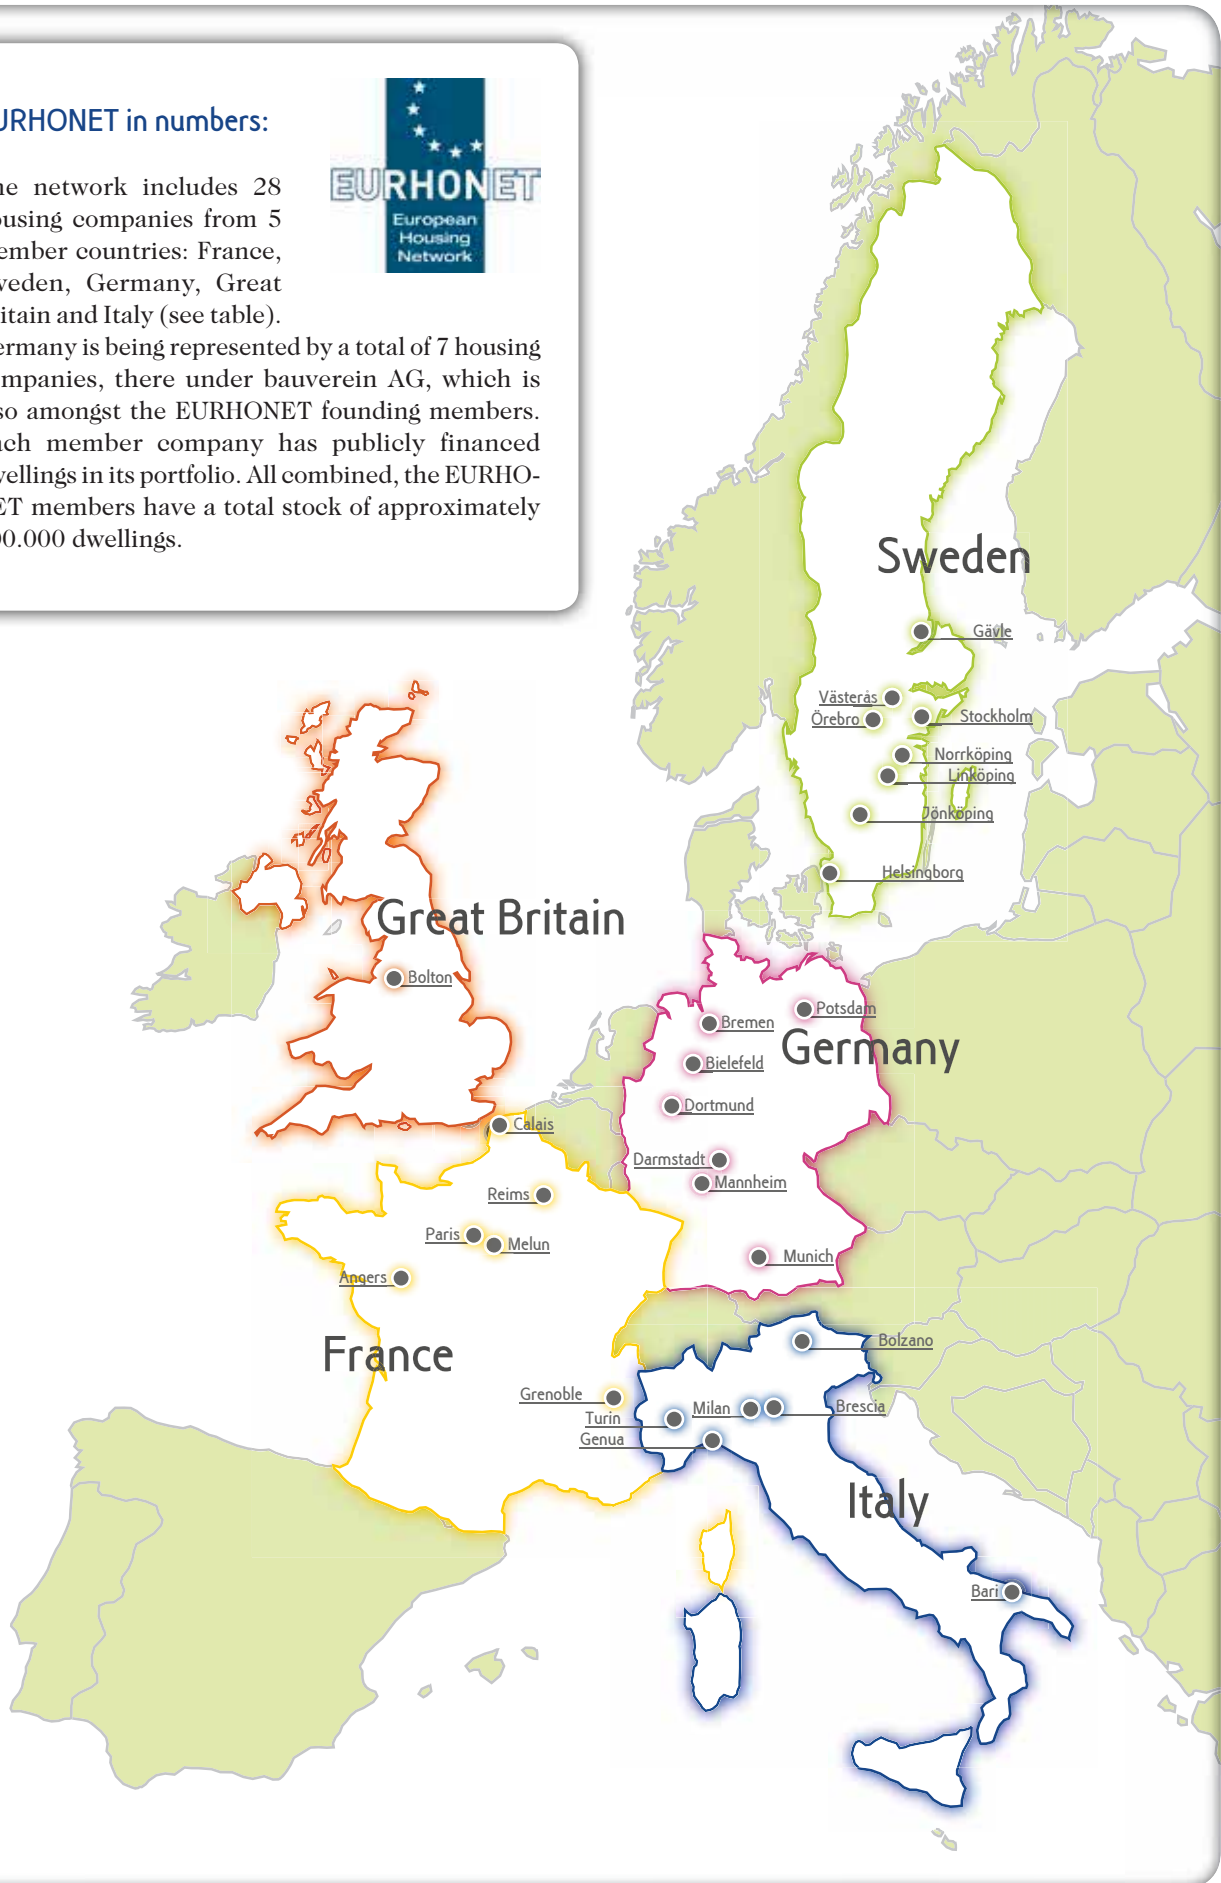 URHONET in numbers:
ne network includes 28
ousing companies from 5
ember countries: France,
weden, Germany, Great
itain and Italy (see table).
ermany is being represented by a total of 7 housing
mpanies, there under bauverein AG, which is
so amongst the EURHONET founding members.
ach member company has publicly financed
wellings in its portfolio. All combined, the EURHO-
ET members have a total stock of approximately
00.000 dwellings.
EURHONET
European
Housing
Network
Sweden
Gävle
Västerås
Örebro
Stockholm
Norrköping
Linköping
Jönköping
Helsingborg
Great Britain
Bolton
Potsdam
Bremen
Germany
Bielefeld
Dortmund
Calais
Darmstadt
Mannheim
Reims
Paris
Melun
Munich
Angers
France
Bolzano
Grenoble
Turin
Milan
Brescia
Genua
Italy
Bari